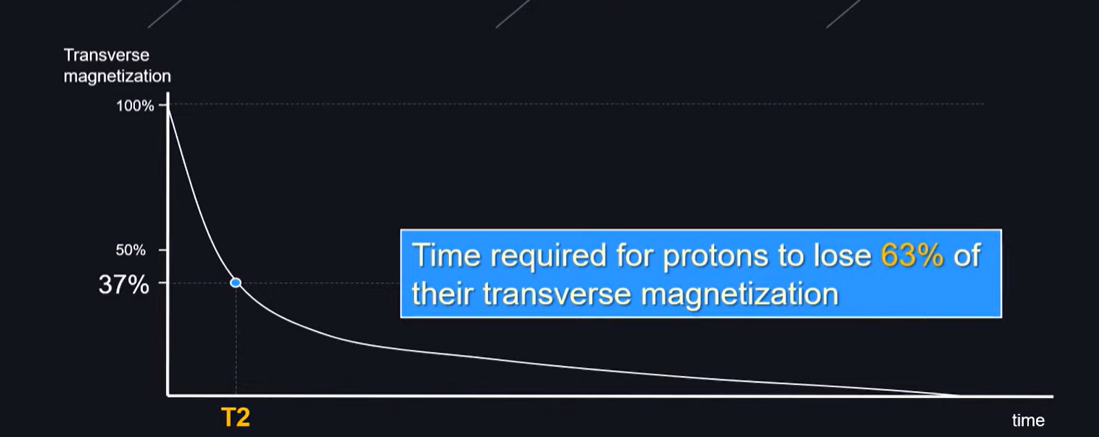 Transverse
magnetization
100%
50%
37%
Time required for protons to lose 63% of
their transverse magnetization
T2
time